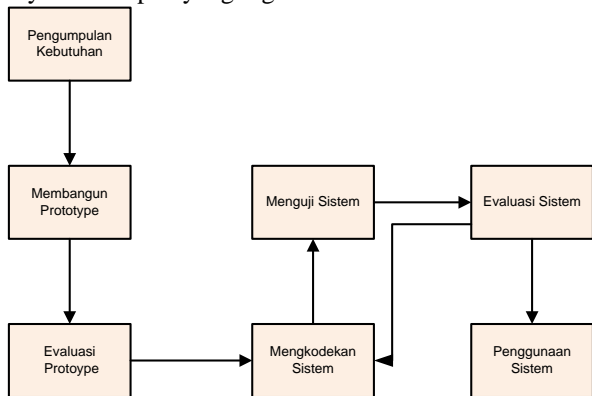 Pengumpulan
Kebutuhan
Membangun
Prototype
Menguji Sistem
Evaluasi Sistem
Evaluasi
Protoype
Mengkodekan
Sistem
Penggunaan
Sistem